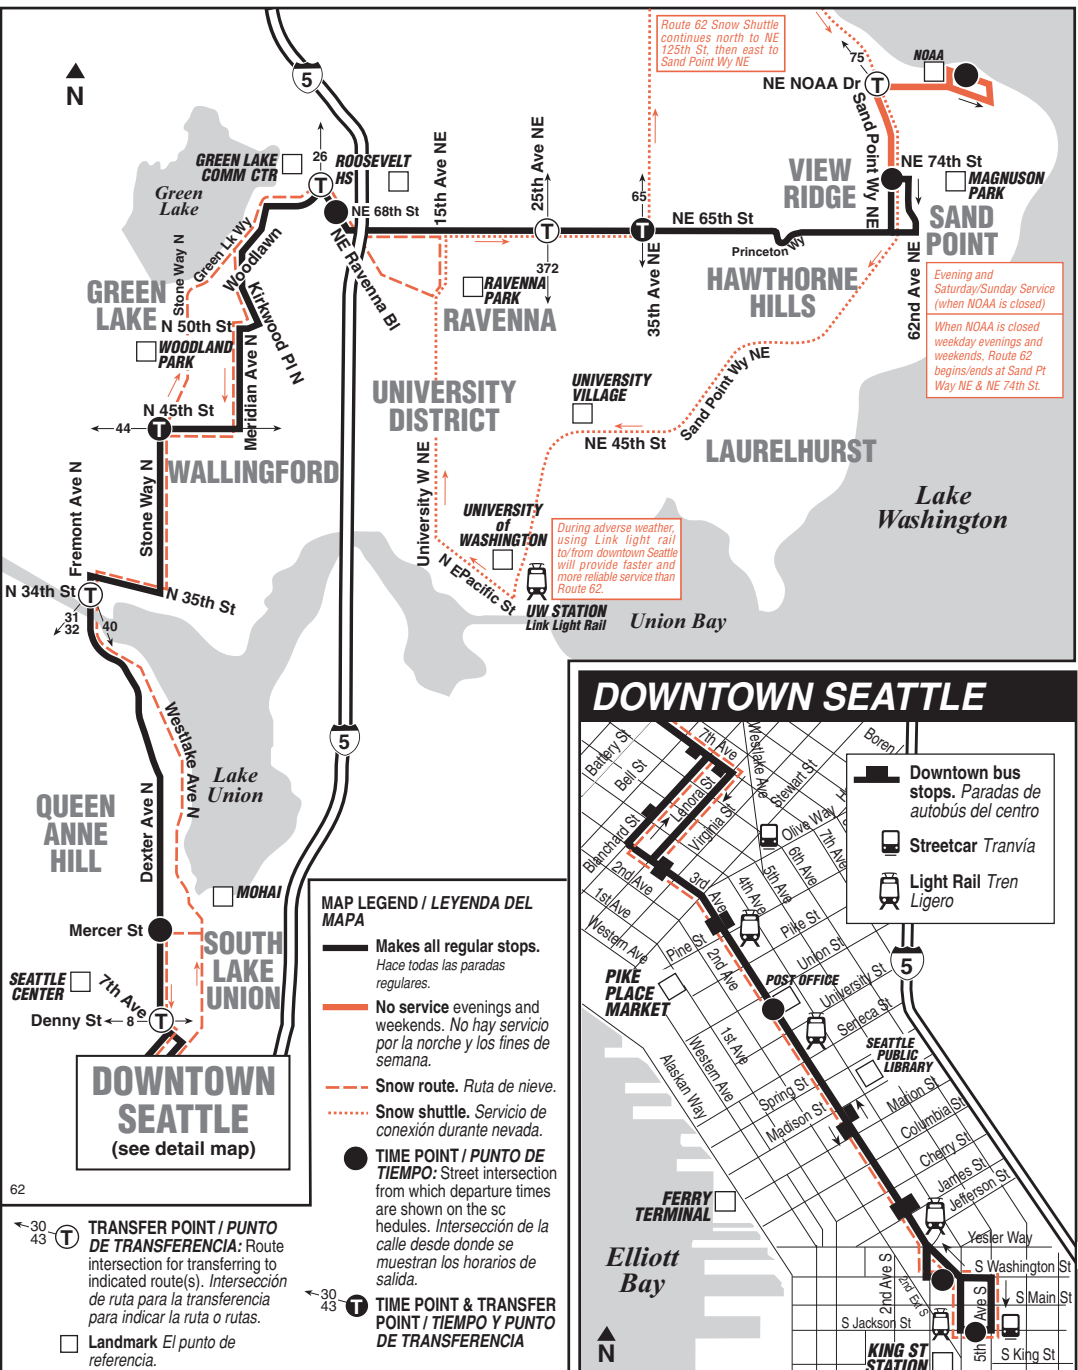 Route 62 Snow Shuttle
continues north to NE
125th St, then east to
Sand Point Wy NE
75
NOAA
NE NOAA Dr
5
N
Sand Point Wy NE
VIEW
RIDGE
NE 74th St
MAGNUSON
PARK
SAND
POINT
GREEN LAKE
COMM CTR
26
ROOSEVELT
HS
Green
Lake
NE 68th St
15th Ave NE
25th Ave NE
65
NE 65th St
Princeton Wy
372
35th Ave NE
HAWTHORNE
HILLS
62nd Ave NE
Evening and
Saturday/Sunday Service
(when NOAA is closed)
When NOAA is closed
weekday evenings and
weekends, Route 62
begins/ends at Sand Pt
Way NE & NE 74th St.
Stone Way N
Green Lk Wy
Woodlawn
Kirkwood Pl N
NE Ravenna Bl
GREEN
LAKE
RAVENNA
PARK
RAVENNA
N 50th St
WOODLAND
PARK
Meridian Ave N
N 45th St
44
WALLINGFORD
UNIVERSITY
DISTRICT
UNIVERSITY
VILLAGE
Sand Point Wy NE
NE 45th St
LAURELHURST
Lake
Washington
Fremont Ave N
Stone Way N
University W NE
UNIVERSITY
of
WASHINGTON
During adverse weather,
using Link light rail
to/from downtown Seattle
will provide faster and
more reliable service than
Route 62.
N EPacific St
UW STATION
Link Light Rail
Union Bay
N 34th St
N 35th St
31
32
40
Westlake Ave N
Dexter Ave N
Lake
Union
5
QUEEN
ANNE
HILL
MOHAI
Mercer St
SOUTH
LAKE
UNION
SEATTLE
CENTER
7th Ave
Denny St
8
DOWNTOWN
SEATTLE
(see detail map)
62
MAP LEGEND / LEYENDA DEL
MAPA
Makes all regular stops.
Hace todas las paradas
regulares.
No service evenings and
weekends. No hay servicio
por la norche y los fines de
semana.
Snow route. Ruta de nieve.
Snow shuttle. Servicio de
conexión durante nevada.
TIME POINT / PUNTO DE
TIEMPO: Street intersection
from which departure times
are shown on the sc
hedules. Intersección de la
calle desde donde se
muestran los horarios de
salida.
30
43
T
TIME POINT & TRANSFER
POINT / TIEMPO Y PUNTO
DE TRANSFERENCIA
30
43
T
TRANSFER POINT / PUNTO
DE TRANSFERENCIA: Route
intersection for transferring to
indicated route(s). Intersección
de ruta para la transferencia
para indicar la ruta o rutas.
Landmark El punto de
referencia.
DOWNTOWN SEATTLE
Downtown bus
stops. Paradas de
autobús del centro
Streetcar Tranvía
Light Rail Tren
Ligero
Battery St
Bell St
Blanchard St
Lenora St
Virginia St
7th Ave
Westlake Ave
Stewart St
Boren
H
Olive Way
7th Ave
6th Ave
5th Ave
4th Ave
3rd Ave
2nd Ave
1st Ave
Western Ave
Pine St
Pike St
Union St
University St
Seneca St
2nd Ave
1st Ave
Western Ave
Alaskan Way
PIKE
PLACE
MARKET
POST OFFICE
5
SEATTLE
PUBLIC
LIBRARY
Spring St
Madison St
Marion St
Columbia St
Cherry St
James St
Jefferson St
Yesler Way
FERRY
TERMINAL
Elliott
Bay
N
2nd Ave S
2nd Ext S
S Washington St
S Main St
S Jackson St
5th Ave S
S King St
KING ST
STATION